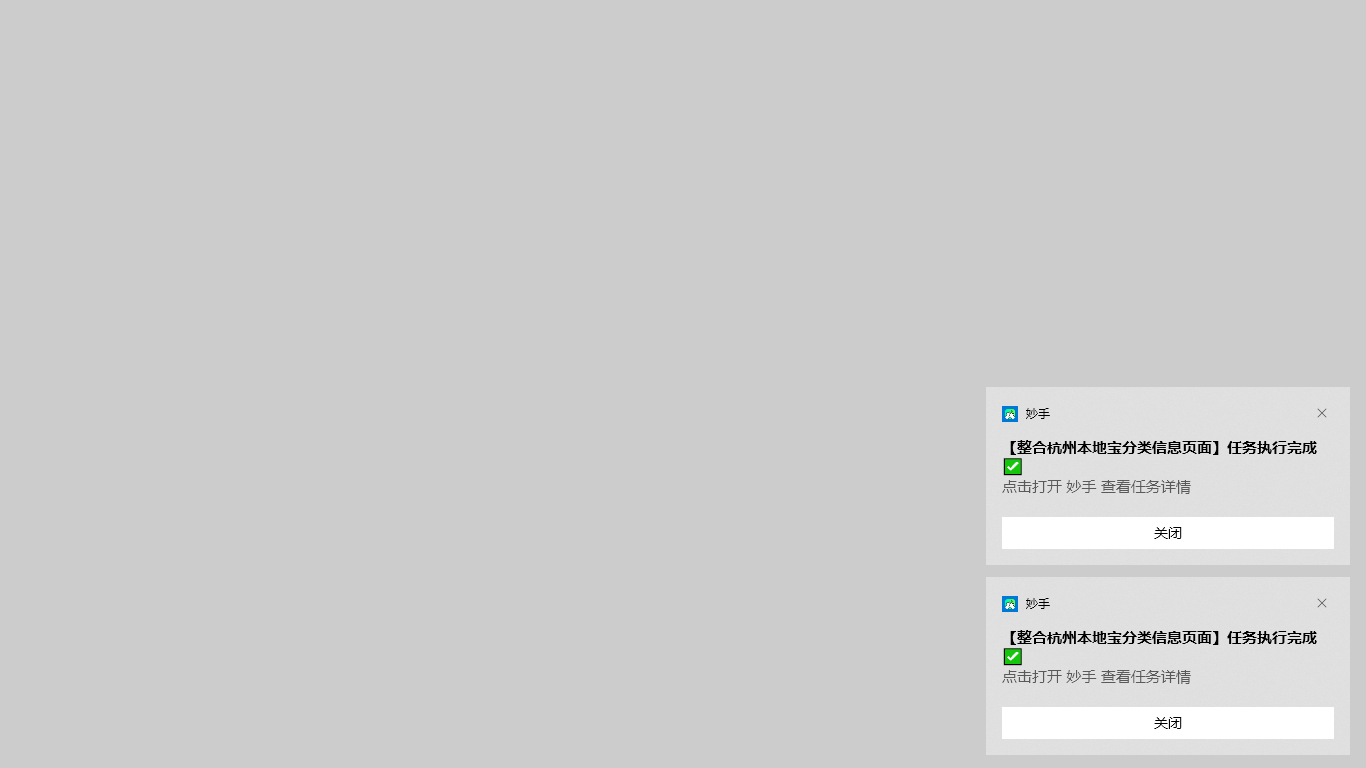 妙手
【整合杭州本地宝分类信息页面】任务执行完成
✅
点击打开 妙手 查看任务详情
关闭
妙手
【整合杭州本地宝分类信息页面】任务执行完成
✅
点击打开 妙手 查看任务详情
关闭